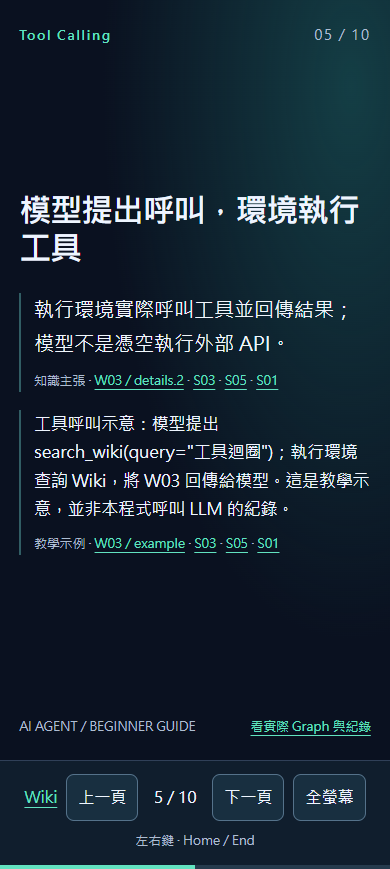 Tool Calling 05 / 10
模型提出呼叫，環境執行
工具
執行環境實際呼叫工具並回傳結果；
模型不是憑空執行外部 API。
知識主張 · W03 / details.2 · S03 · S05 · S01
工具呼叫示意：模型提出
search_wiki(query="工具迴圈")；執行環境
查詢 Wiki，將 W03 回傳給模型。這是教學示
意，並非本程式呼叫 LLM 的紀錄。
教學示例 · W03 / example · S03 · S05 · S01
AI AGENT / BEGINNER GUIDE 看實際 Graph 與紀錄
Wiki 上一頁 5 / 10 下一頁 全螢幕
左右鍵 · Home / End